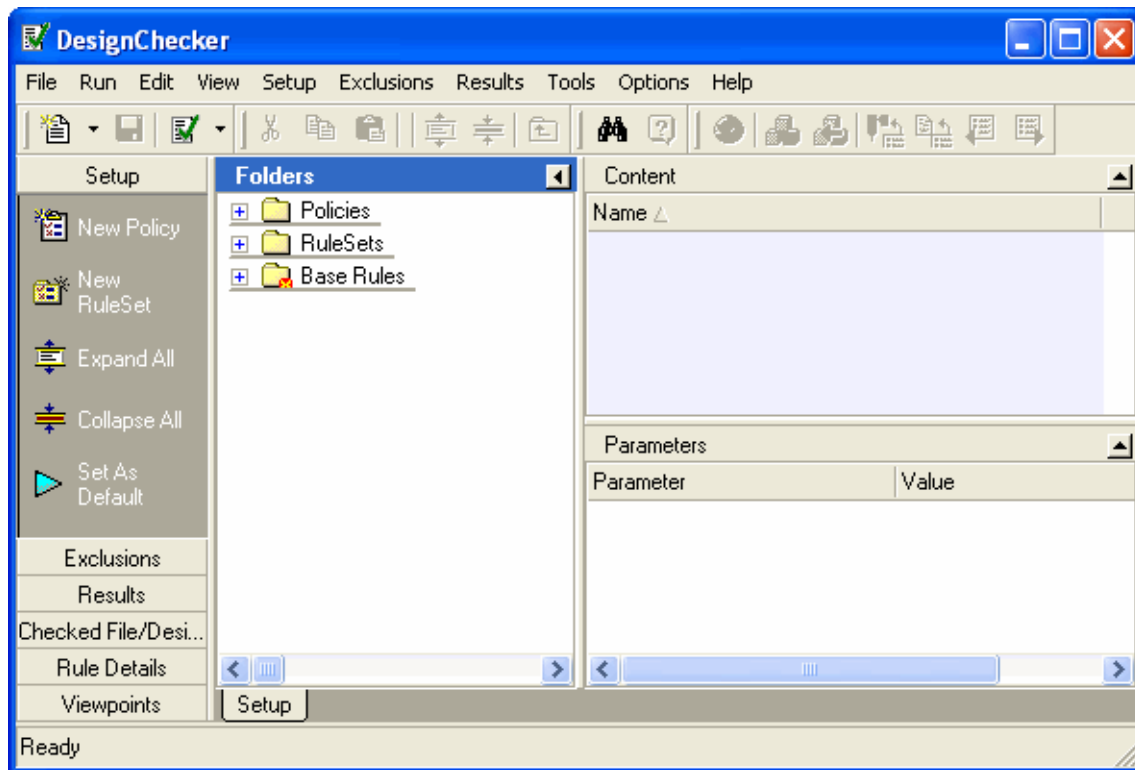 DesignChecker
File Run Edit View Setup Exclusions Results Tools Options Help
Setup
New Policy
New
RuleSet
Expand All
Collapse All
Set As
Default
Exclusions
Results
Checked File/Desi...
Rule Details
Viewpoints
Folders
Policies
RuleSets
Base Rules
Setup
Content
Name
Parameters
Parameter Value
Ready